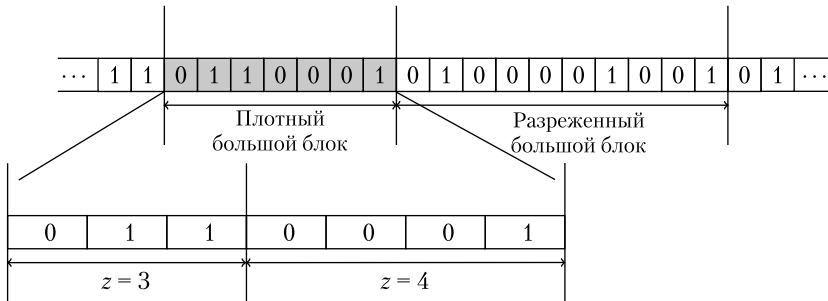 ... 1 1 0 1 1 0 0 0 1 0 1 0 0 0 0 1 0 0 1 0 1 ...
Плотный
большой блок
Разреженный
большой блок
0 1 1 0 0 0 1
z = 3
z = 4